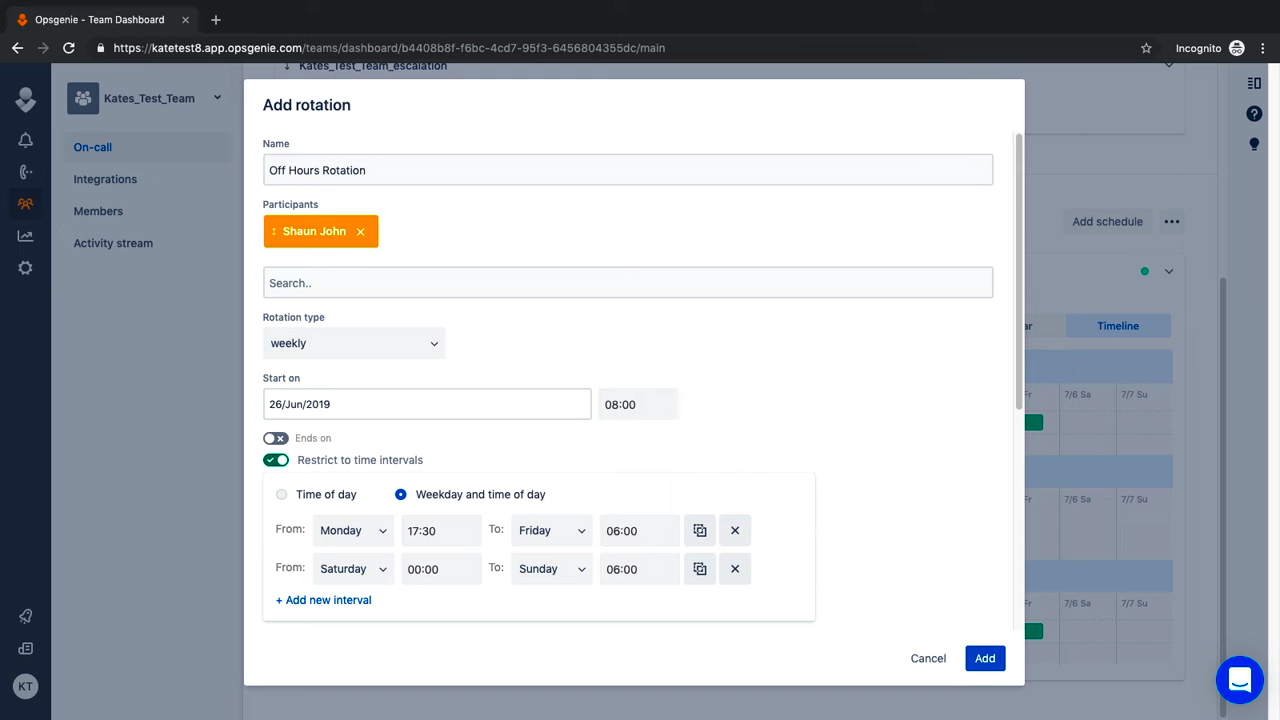 Opsgenie - Team Dashboard
https://katetest8.app.opsgenie.com/teams/dashboard/b4408b8f-f6bc-4cd7-95f3-6456804355dc/main
Incognito
Kates_Test_Team_escalation
Kates_Test_Team
On-call
Integrations
Members
Activity stream
KT
Add rotation
Name
Off Hours Rotation
Participants
Shaun John
Search..
Rotation type
weekly
Start on
26/Jun/2019 08:00
Ends on
Restrict to time intervals
Time of day Weekday and time of day
From: Monday 17:30 To: Friday 06:00
From: Saturday 00:00 To: Sunday 06:00
+ Add new interval
Cancel Add
Add schedule
ar Timeline
Fr 7/6 Sa 7/7 Su
Fr 7/6 Sa 7/7 Su
Fr 7/6 Sa 7/7 Su